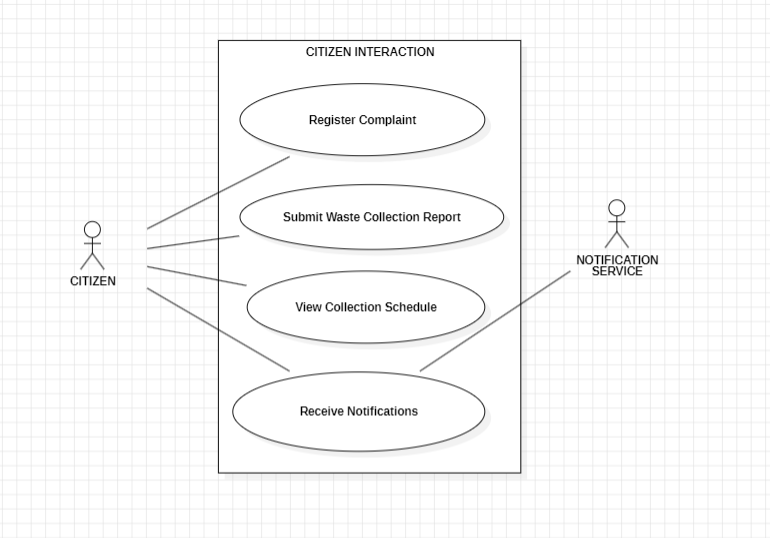 CITIZEN INTERACTION
Register Complaint
Submit Waste Collection Report
View Collection Schedule
Receive Notifications
CITIZEN
NOTIFICATION
SERVICE